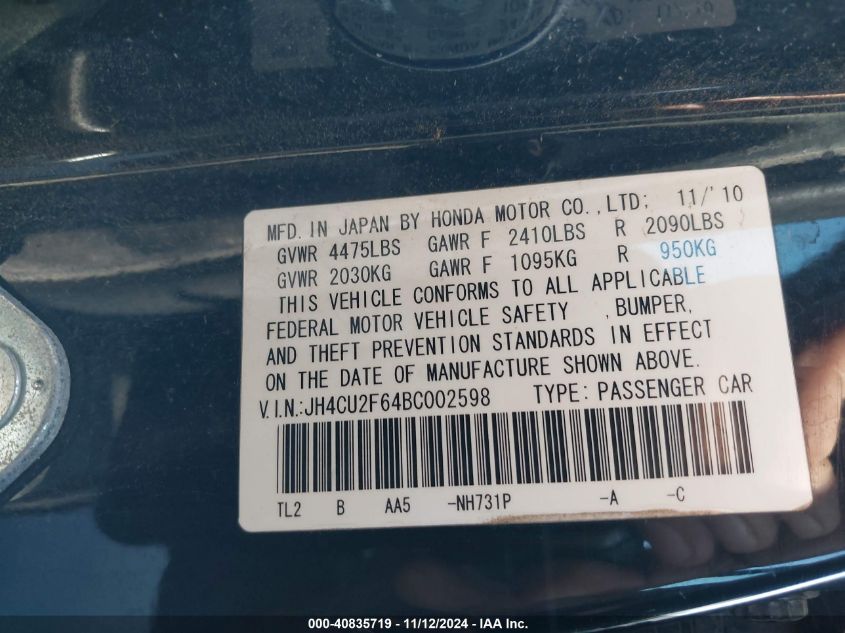 MFD. IN JAPAN BY HONDA MOTOR CO.,LTD; 11/'10
GVWR 4475LBS GAWR F 2410LBS R 2090LBS
GVWR 2030KG GAWR F 1095KG R 950KG
THIS VEHICLE CONFORMS TO ALL APPLICABLE
FEDERAL MOTOR VEHICLE SAFETY ,BUMPER,
AND THEFT PREVENTION STANDARDS IN EFFECT
ON THE DATE OF MANUFACTURE SHOWN ABOVE.
V.I.N.:JH4CU2F64BC002598 TYPE: PASSENGER CAR
TL2 B AA5 -NH731P -A -C
000-40835719 - 11/12/2024 - IAA Inc.